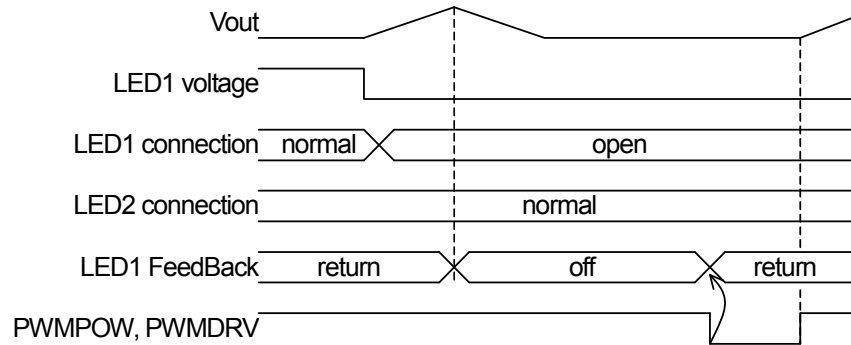 Vout
LED1 voltage
LED1 connection normal open
LED2 connection normal
LED1 FeedBack return off return
PWMPOW, PWMDRV